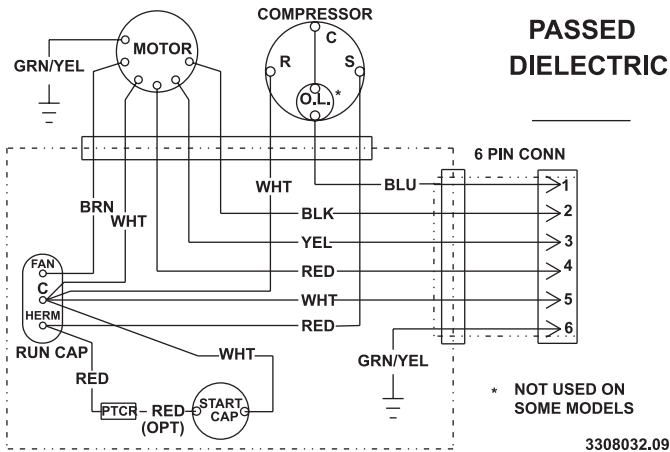 COMPRESSOR
PASSED
DIELECTRIC
C
MOTOR
R
S
GRN/YEL
O.L.
*
6 PIN CONN
WHT
BLU
1
BRN
WHT
BLK
2
YEL
3
FAN
RED
4
C
WHT
5
HERM
RED
6
RUN CAP
WHT
GRN/YEL
RED
PTCR
RED
(OPT)
START
CAP
* NOT USED ON
SOME MODELS
3308032.09